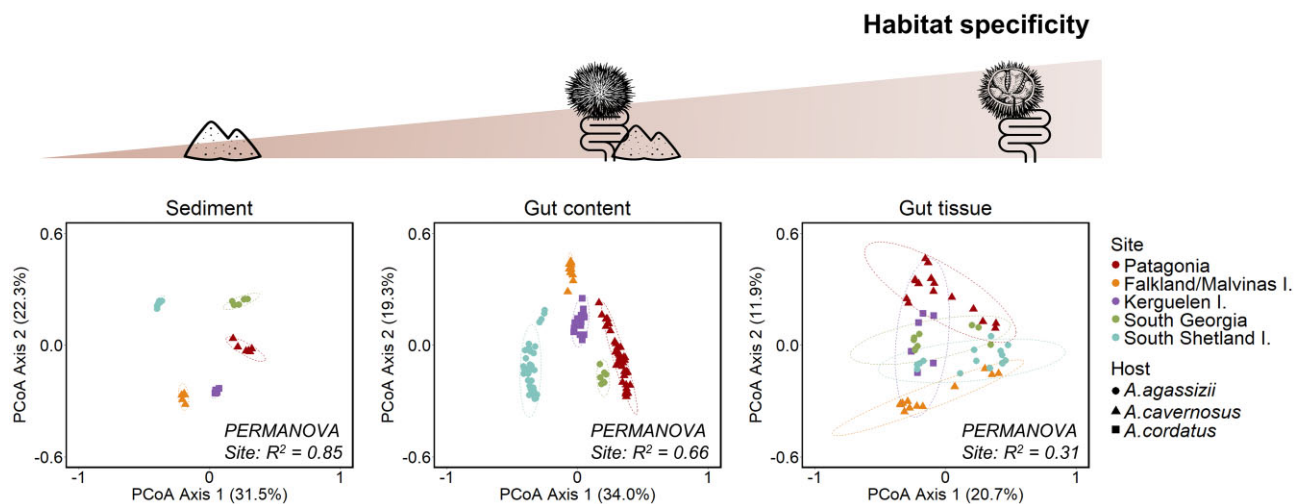 Habitat specificity
Sediment
0.6
0.0
-0.6
PCoA Axis 2 (22.3%)
PERMANOVA
Site: R² = 0.85
-1
0
1
PCoA Axis 1 (31.5%)
Gut content
0.6
0.0
-0.6
PCoA Axis 2 (19.3%)
PERMANOVA
Site: R² = 0.66
-1
0
1
PCoA Axis 1 (34.0%)
Gut tissue
0.6
0.0
-0.6
PCoA Axis 2 (11.9%)
PERMANOVA
Site: R² = 0.31
-1
0
1
PCoA Axis 1 (20.7%)
Site
Patagonia
Falkland/Malvinas I.
Kerguelen I.
South Georgia
South Shetland I.
Host
A.agassizii
A.cavernosus
A.cordatus